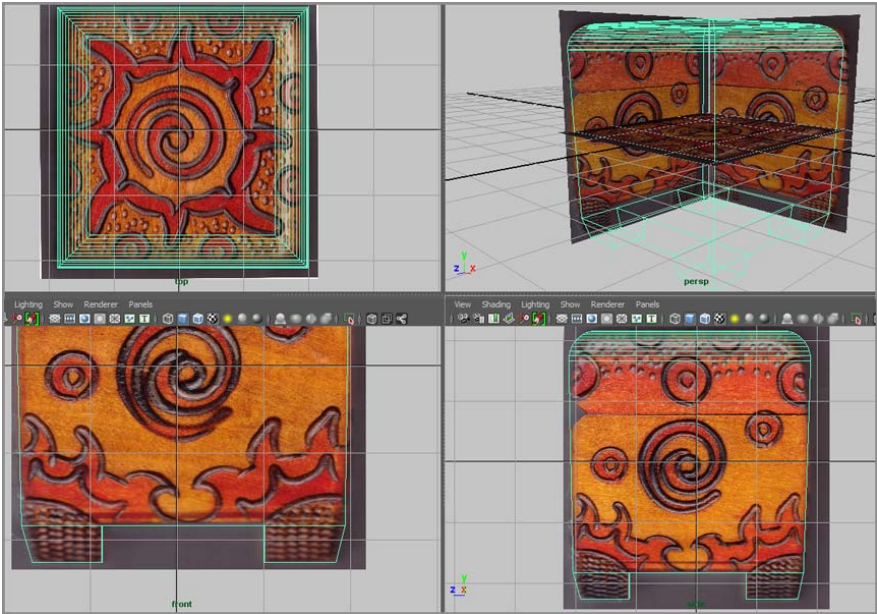 top
y
z x
persp
Lighting Show Renderer Panels
View Shading Lighting Show Renderer Panels
front
y
z x